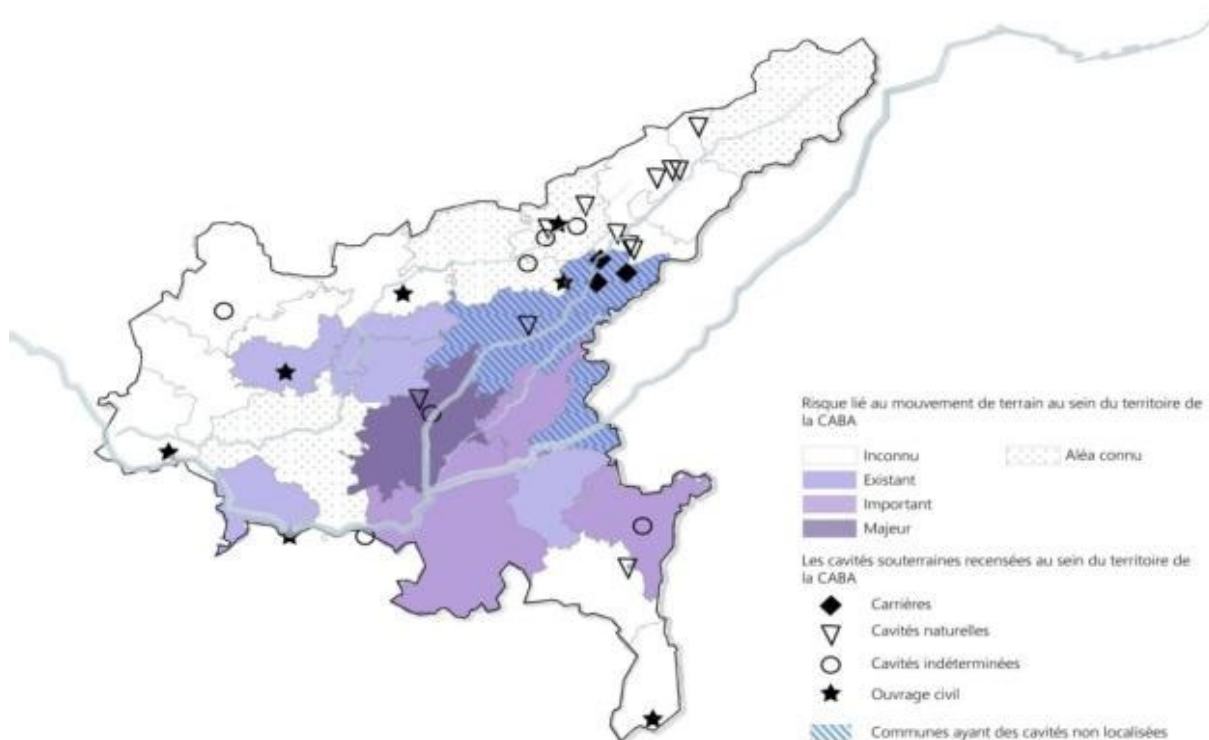 Risque lié au mouvement de terrain au sein du territoire de
la CABA
Inconnu
Aléa connu
Existant
Important
Majeur
Les cavités souterraines recensées au sein du territoire de
la CABA
Carrières
Cavités naturelles
Cavités indéterminées
Ouvrage civil
Communes ayant des cavités non localisées